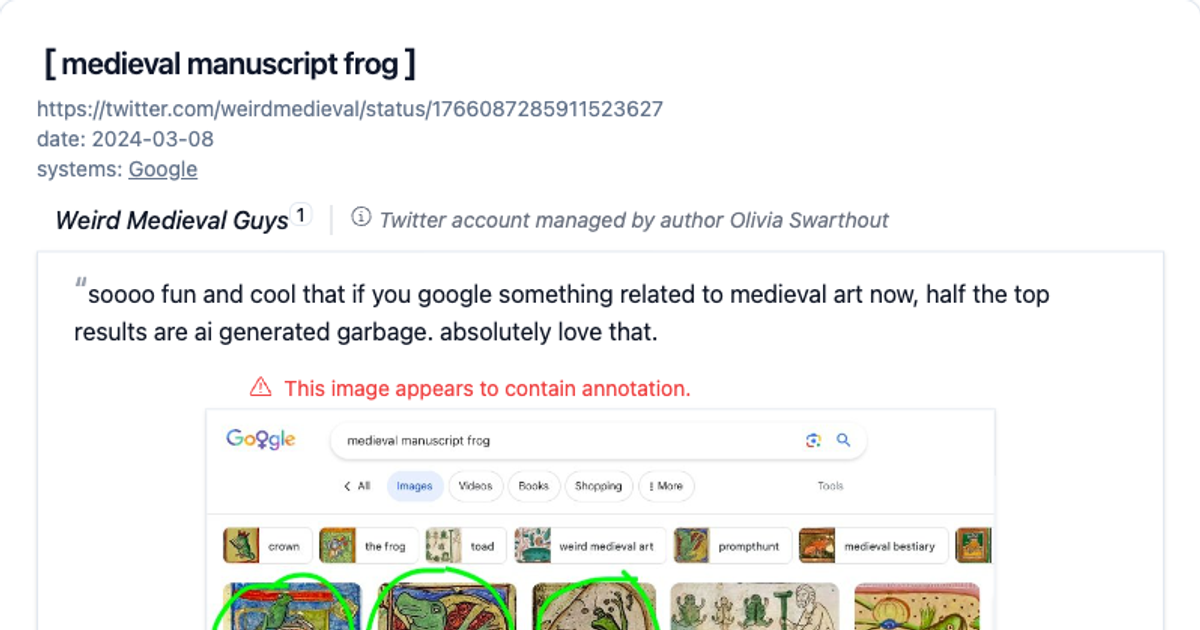 [ medieval manuscript frog ]
https://twitter.com/weirdmedieval/status/1766087285911523627
date: 2024-03-08
systems: Google
Weird Medieval Guys 1 Twitter account managed by author Olivia Swarthout
"soooo fun and cool that if you google something related to medieval art now, half the top
results are ai generated garbage. absolutely love that.
This image appears to contain annotation.
Google medieval manuscript frog
All Images Videos Books Shopping More Tools
crown the frog toad weird medieval art prompthunt medieval bestiary